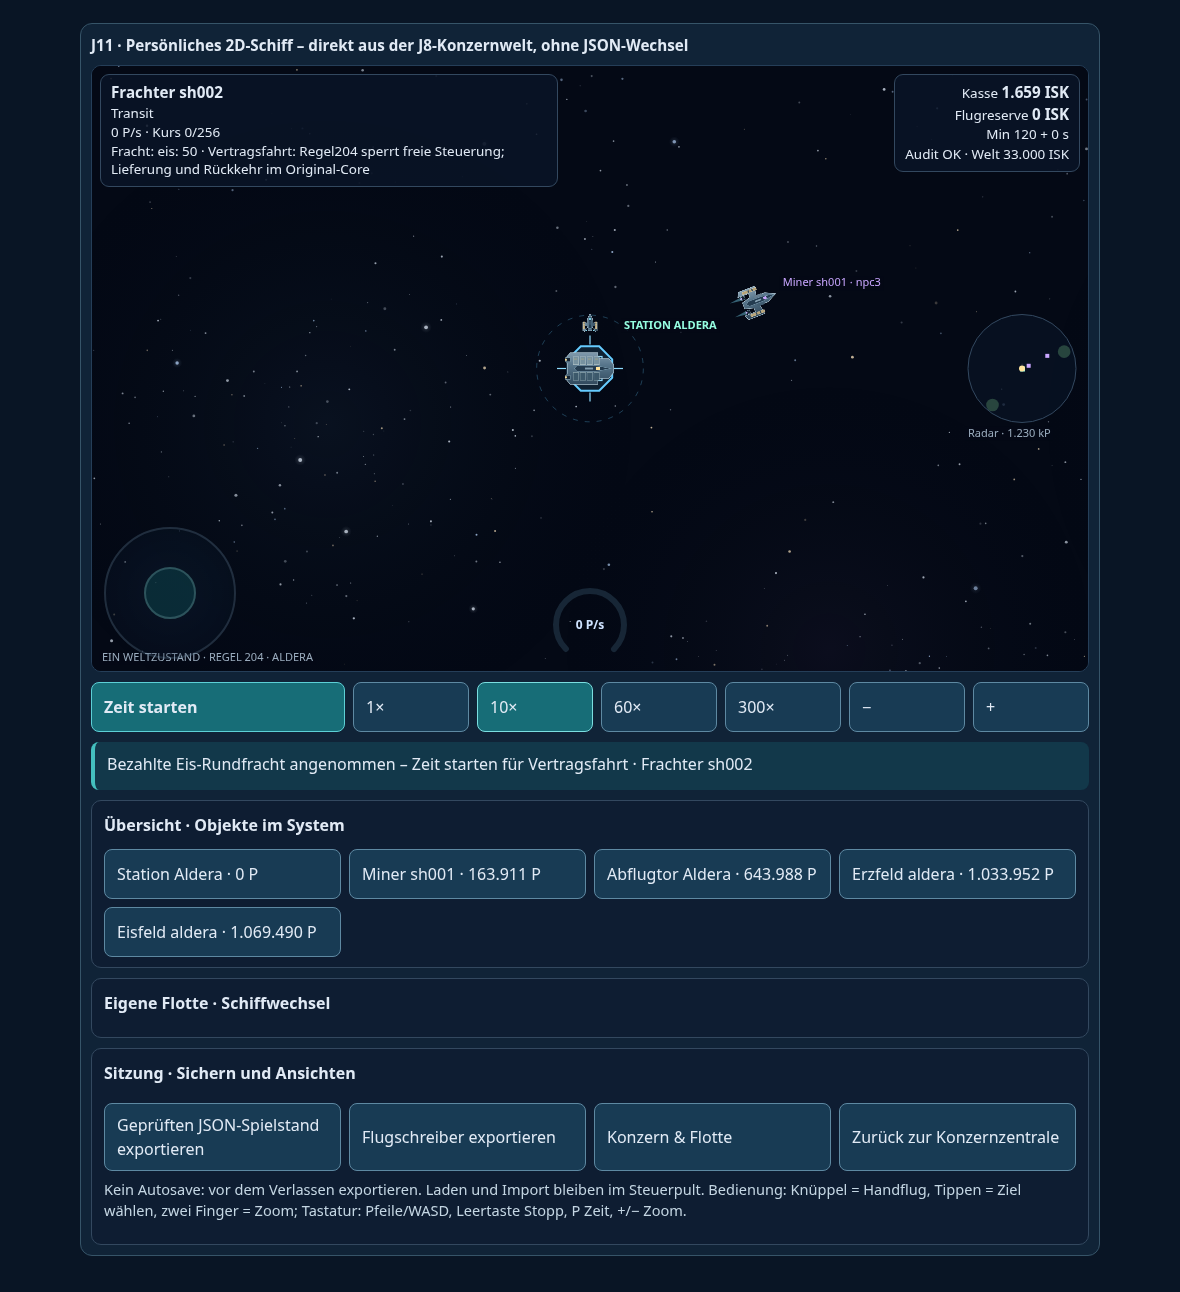 J11 · Persönliches 2D-Schiff – direkt aus der J8-Konzernwelt, ohne JSON-Wechsel
Frachter sh002
Transit
0 P/s · Kurs 0/256
Fracht: eis: 50 · Vertragsfahrt: Regel204 sperrt freie Steuerung;
Lieferung und Rückkehr im Original-Core
Kasse 1.659 ISK
Flugreserve 0 ISK
Min 120 + 0 s
Audit OK · Welt 33.000 ISK
Miner sh001 · npc3
STATION ALDERA
Radar · 1.230 kP
0 P/s
EIN WELTZUSTAND · REGEL 204 · ALDERA
Zeit starten
1×
10×
60×
300×
−
+
Bezahlte Eis-Rundfracht angenommen – Zeit starten für Vertragsfahrt · Frachter sh002
Übersicht · Objekte im System
Station Aldera · 0 P
Miner sh001 · 163.911 P
Abflugtor Aldera · 643.988 P
Erzfeld aldera · 1.033.952 P
Eisfeld aldera · 1.069.490 P
Eigene Flotte · Schiffwechsel
Sitzung · Sichern und Ansichten
Geprüften JSON-Spielstand
exportieren
Flugschreiber exportieren
Konzern & Flotte
Zurück zur Konzernzentrale
Kein Autosave: vor dem Verlassen exportieren. Laden und Import bleiben im Steuerpult. Bedienung: Knüppel = Handflug, Tippen = Ziel
wählen, zwei Finger = Zoom; Tastatur: Pfeile/WASD, Leertaste Stopp, P Zeit, +/− Zoom.